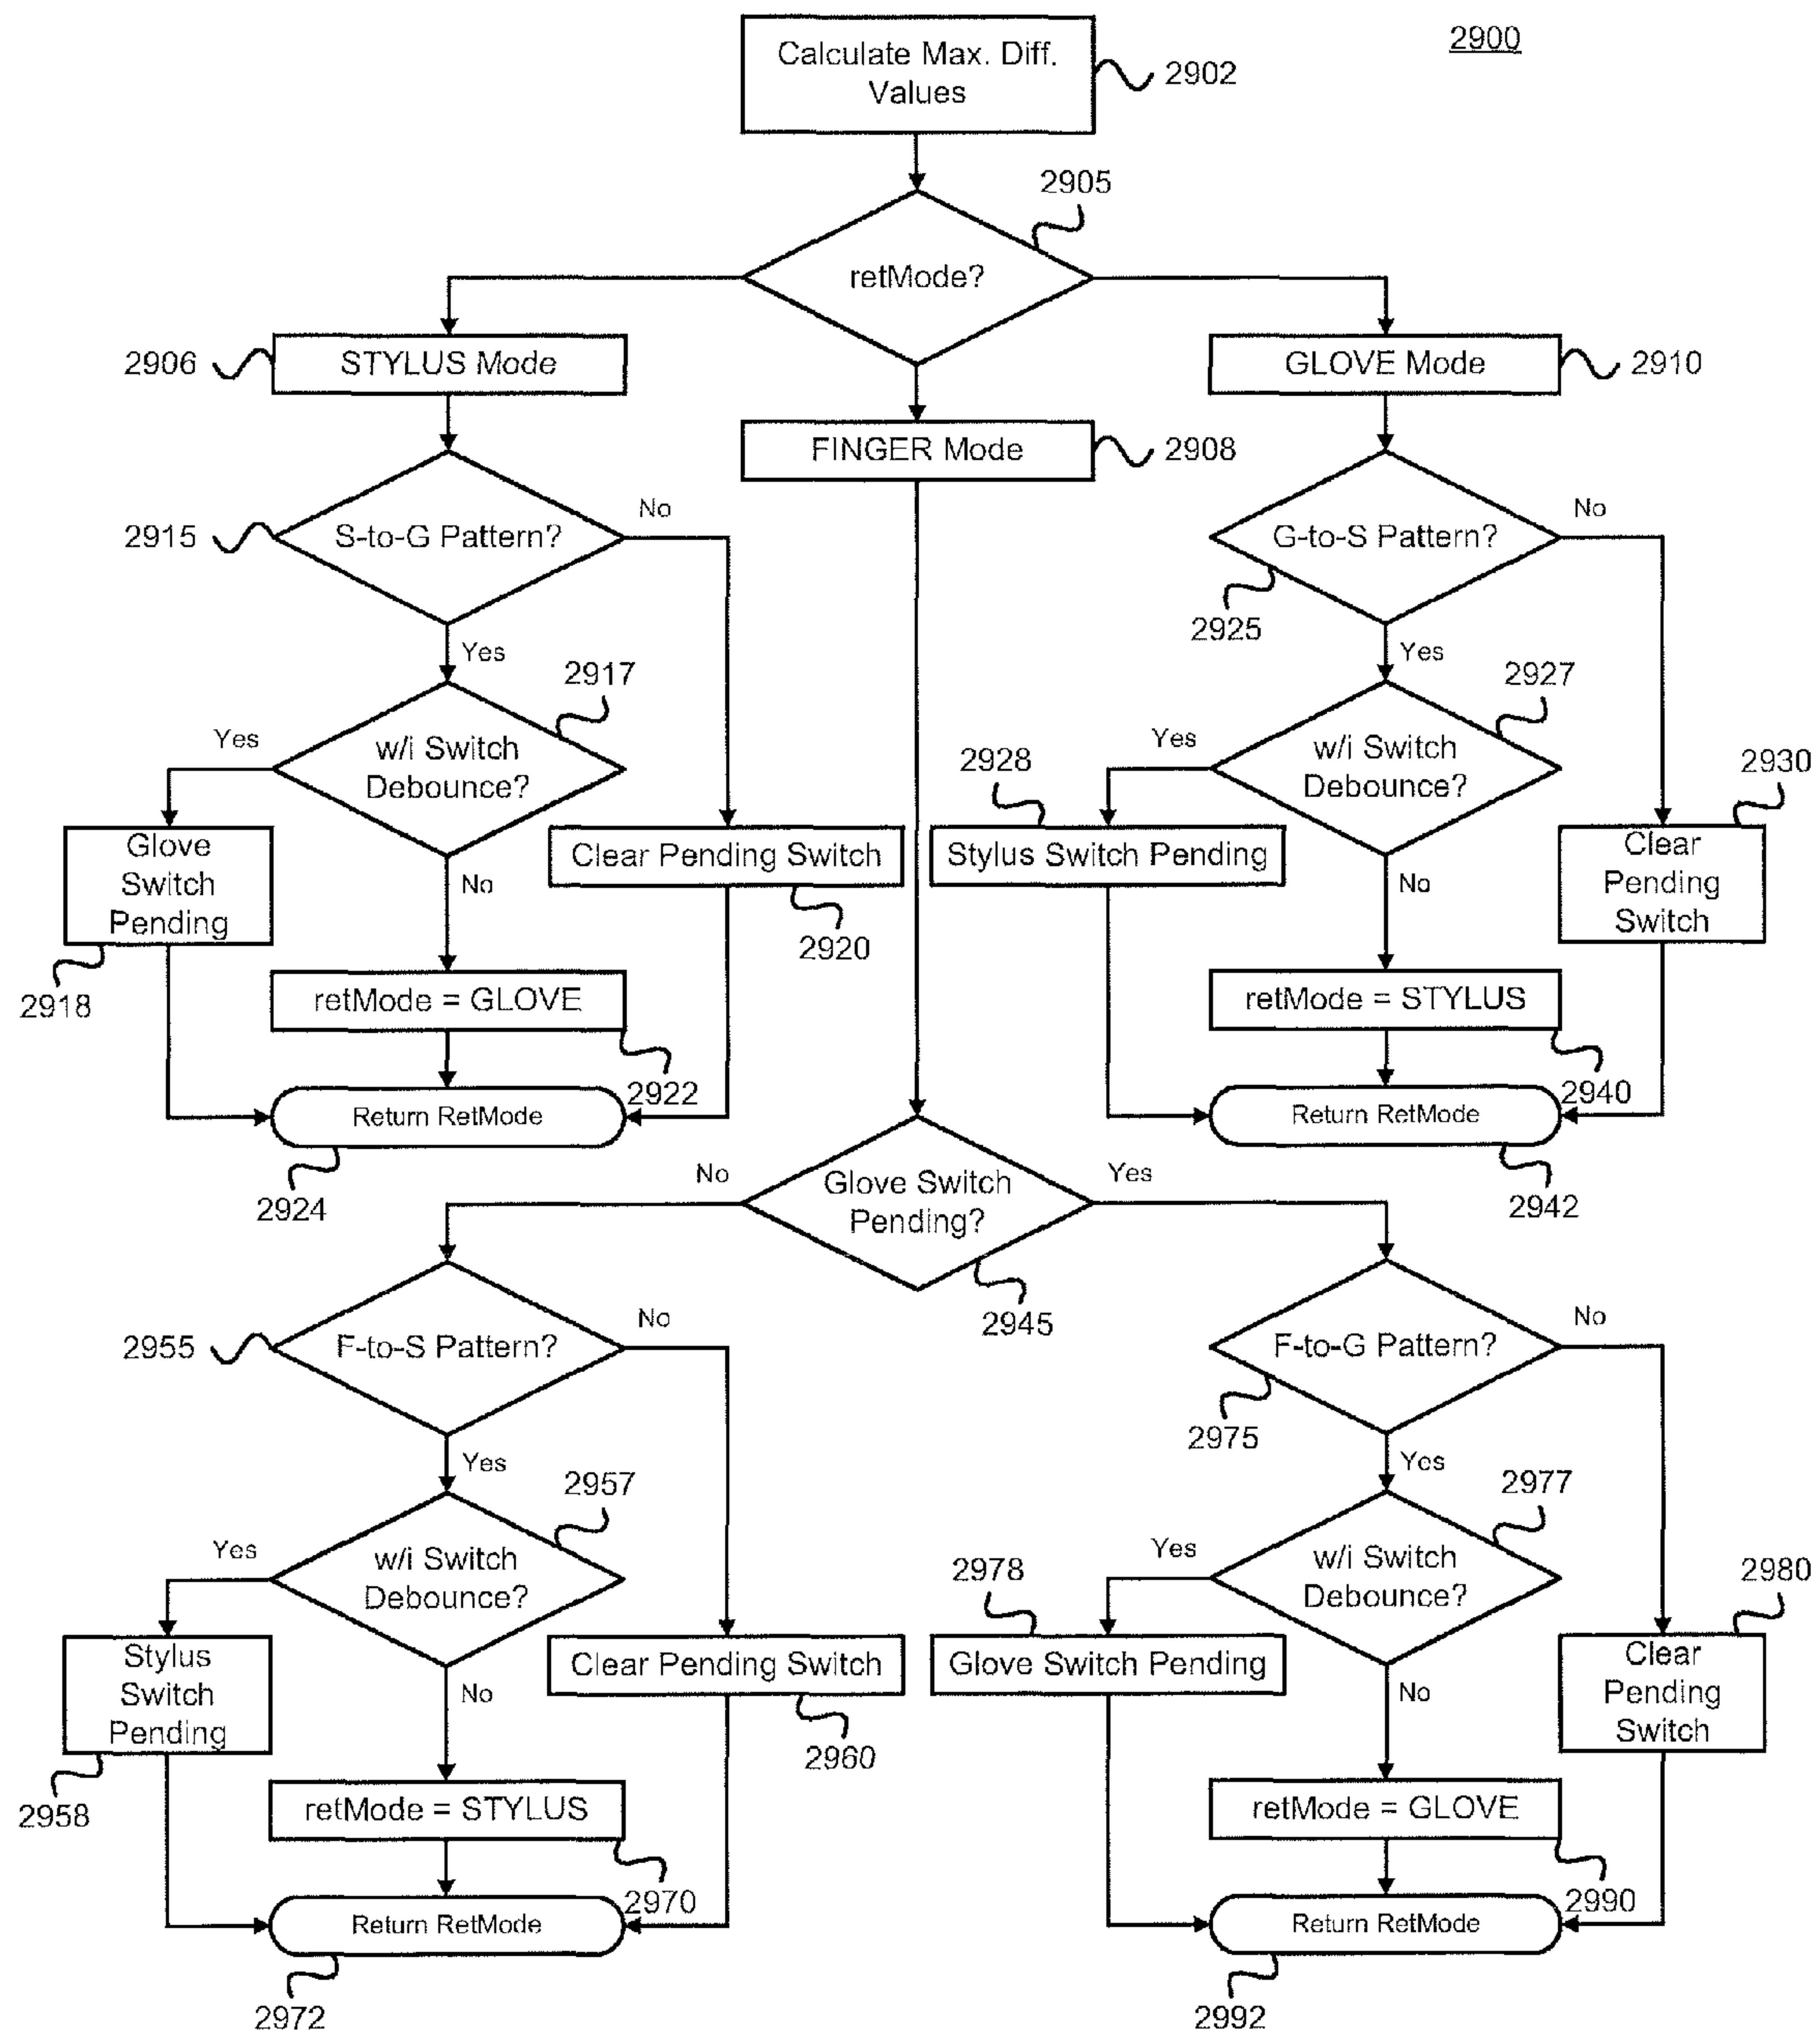 2900
Calculate Max. Diff.
Values
2902
2905
retMode?
2906
STYLUS Mode
GLOVE Mode
2910
FINGER Mode
2908
2915
S-to-G Pattern?
No
G-to-S Pattern?
No
2925
Yes
Yes
2917
2927
Yes
w/i Switch
Debounce?
Yes
w/i Switch
Debounce?
2928
2930
Glove
Switch
Pending
No
Clear Pending Switch
Stylus Switch Pending
No
Clear
Pending
Switch
2918
2920
retMode = GLOVE
retMode = STYLUS
2922
2940
Return RetMode
Return RetMode
2924
2942
No
Glove Switch
Pending?
Yes
2945
2955
F-to-S Pattern?
No
F-to-G Pattern?
No
2975
Yes
Yes
2957
2977
Yes
w/i Switch
Debounce?
Yes
w/i Switch
Debounce?
2978
2980
Stylus
Switch
Pending
No
Clear Pending Switch
Glove Switch Pending
No
Clear
Pending
Switch
2958
2960
retMode = STYLUS
retMode = GLOVE
2970
2990
Return RetMode
Return RetMode
2972
2992